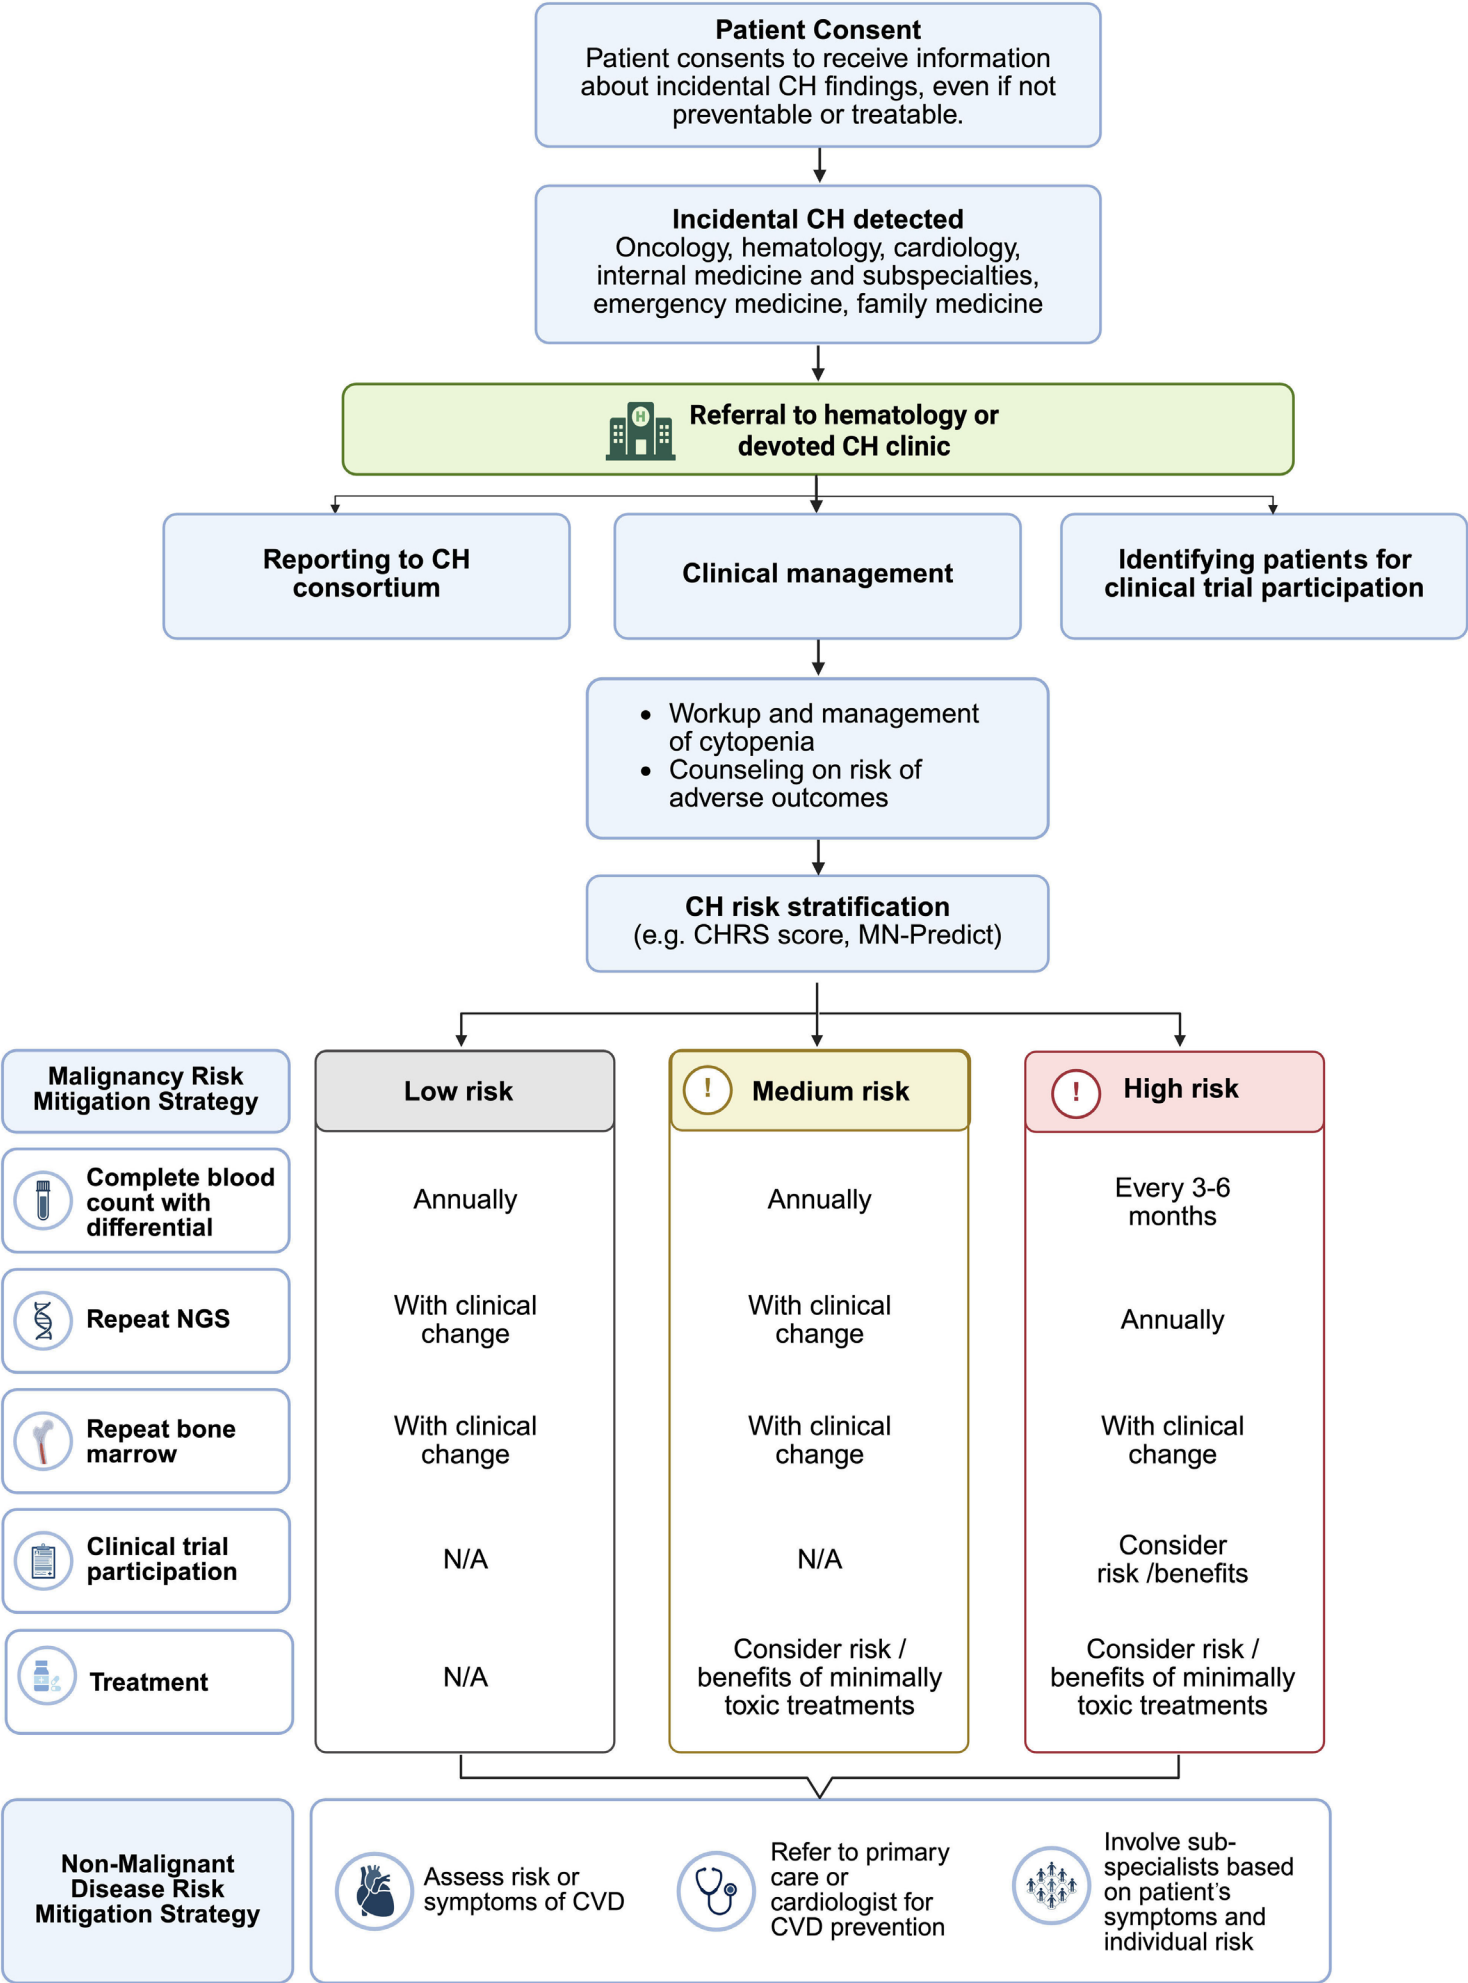 Patient Consent
Patient consents to receive information
about incidental CH findings, even if not
preventable or treatable.
Incidental CH detected
Oncology, hematology, cardiology,
internal medicine and subspecialties,
emergency medicine, family medicine
H
Referral to hematology or
devoted CH clinic
Reporting to CH
consortium
Clinical management
Identifying patients for
clinical trial participation
• Workup and management
of cytopenia
• Counseling on risk of
adverse outcomes
CH risk stratification
(e.g. CHRS score, MN-Predict)
Malignancy Risk
Mitigation Strategy
Low risk
! Medium risk
! High risk
Complete blood
count with
differential
Annually
Annually
Every 3-6
months
Repeat NGS
With clinical
change
With clinical
change
Annually
Repeat bone
marrow
With clinical
change
With clinical
change
With clinical
change
Clinical trial
participation
N/A
N/A
Consider
risk /benefits
Treatment
N/A
Consider risk /
benefits of minimally
toxic treatments
Consider risk /
benefits of minimally
toxic treatments
Non-Malignant
Disease Risk
Mitigation Strategy
Assess risk or
symptoms of CVD
Refer to primary
care or
cardiologist for
CVD prevention
Involve sub-
specialists based
on patient's
symptoms and
individual risk